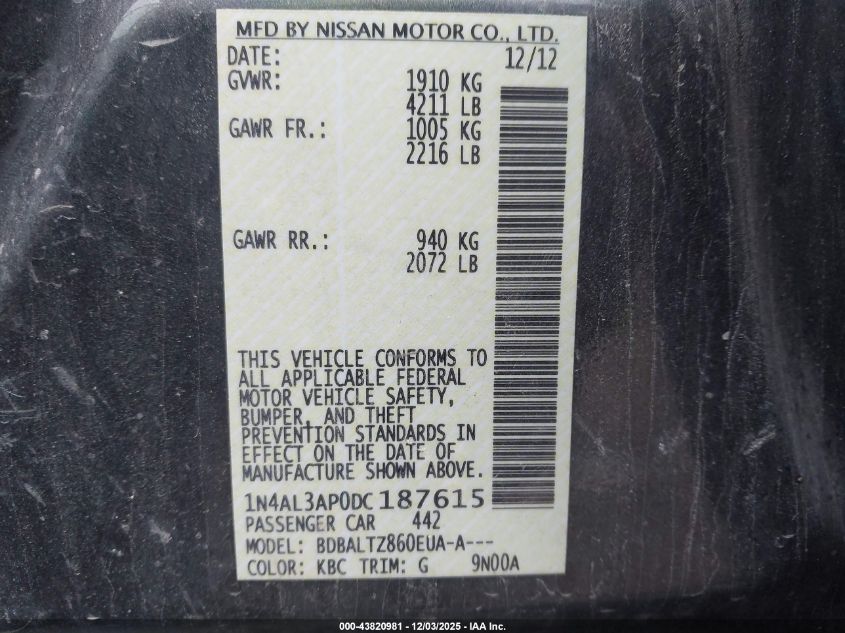 MFD BY NISSAN MOTOR CO., LTD.
DATE: 12/12
GVWR: 1910 KG
4211 LB
GAWR FR.: 1005 KG
2216 LB
GAWR RR.: 940 KG
2072 LB
THIS VEHICLE CONFORMS TO
ALL APPLICABLE FEDERAL
MOTOR VEHICLE SAFETY,
BUMPER, AND THEFT
PREVENTION STANDARDS IN
EFFECT ON THE DATE OF
MANUFACTURE SHOWN ABOVE.
1N4AL3AP0DC187615
PASSENGER CAR 442
MODEL: BDBALTZ860EUA-A---
COLOR: KBC TRIM: G 9N00A
000-43820981 - 12/03/2025 - IAA Inc.